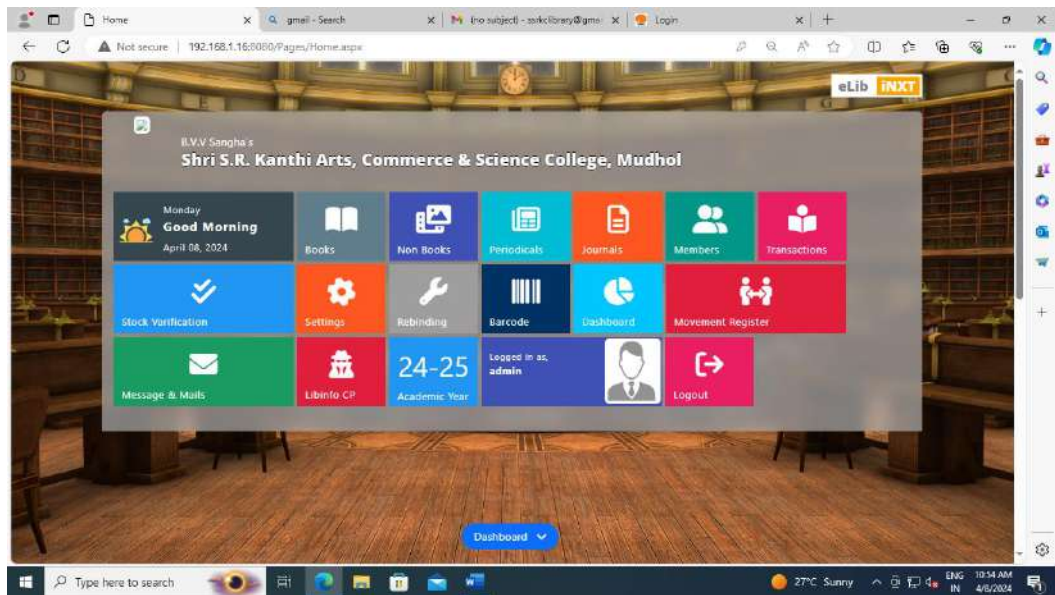 Home
gmail - Search
(no subject) - ssrkclibrary@gmai
Login
Not secure
192.168.1.16:8080/Pages/Home.aspx
eLib iNXT
B.V.V Sangha's
Shri S.R. Kanthi Arts, Commerce & Science College, Mudhol
Monday
Good Morning
April 08, 2024
Books
Non Books
Periodicals
Journals
Members
Transactions
Stock Varification
Settings
Rebinding
Barcode
Dashboard
Movement Register
Message & Mails
Libinfo CP
24-25
Academic Year
Logged in as,
admin
Logout
Dashboard
Type here to search
27°C Sunny
ENG
IN
10:54 AM
4/8/2024